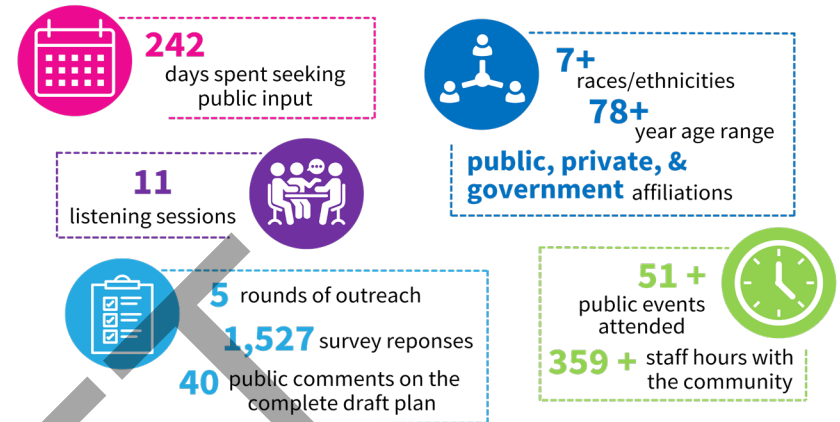 242
days spent seeking
public input
7+
races/ethnicities
78+
year age range
public, private, &
government affiliations
11
listening sessions
5 rounds of outreach
1,527 survey reponses
40 public comments on the
complete draft plan
51 +
public events
attended
359 + staff hours with
the community